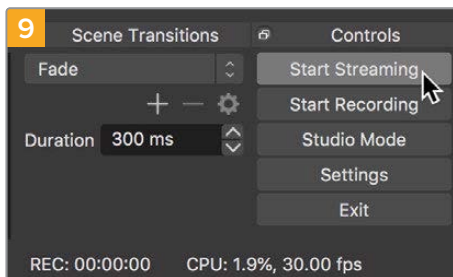 9
Scene Transitions
Controls
Fade
Start Streaming
Start Recording
Duration 300 ms
Studio Mode
Settings
Exit
REC: 00:00:00 CPU: 1.9%, 30.00 fps